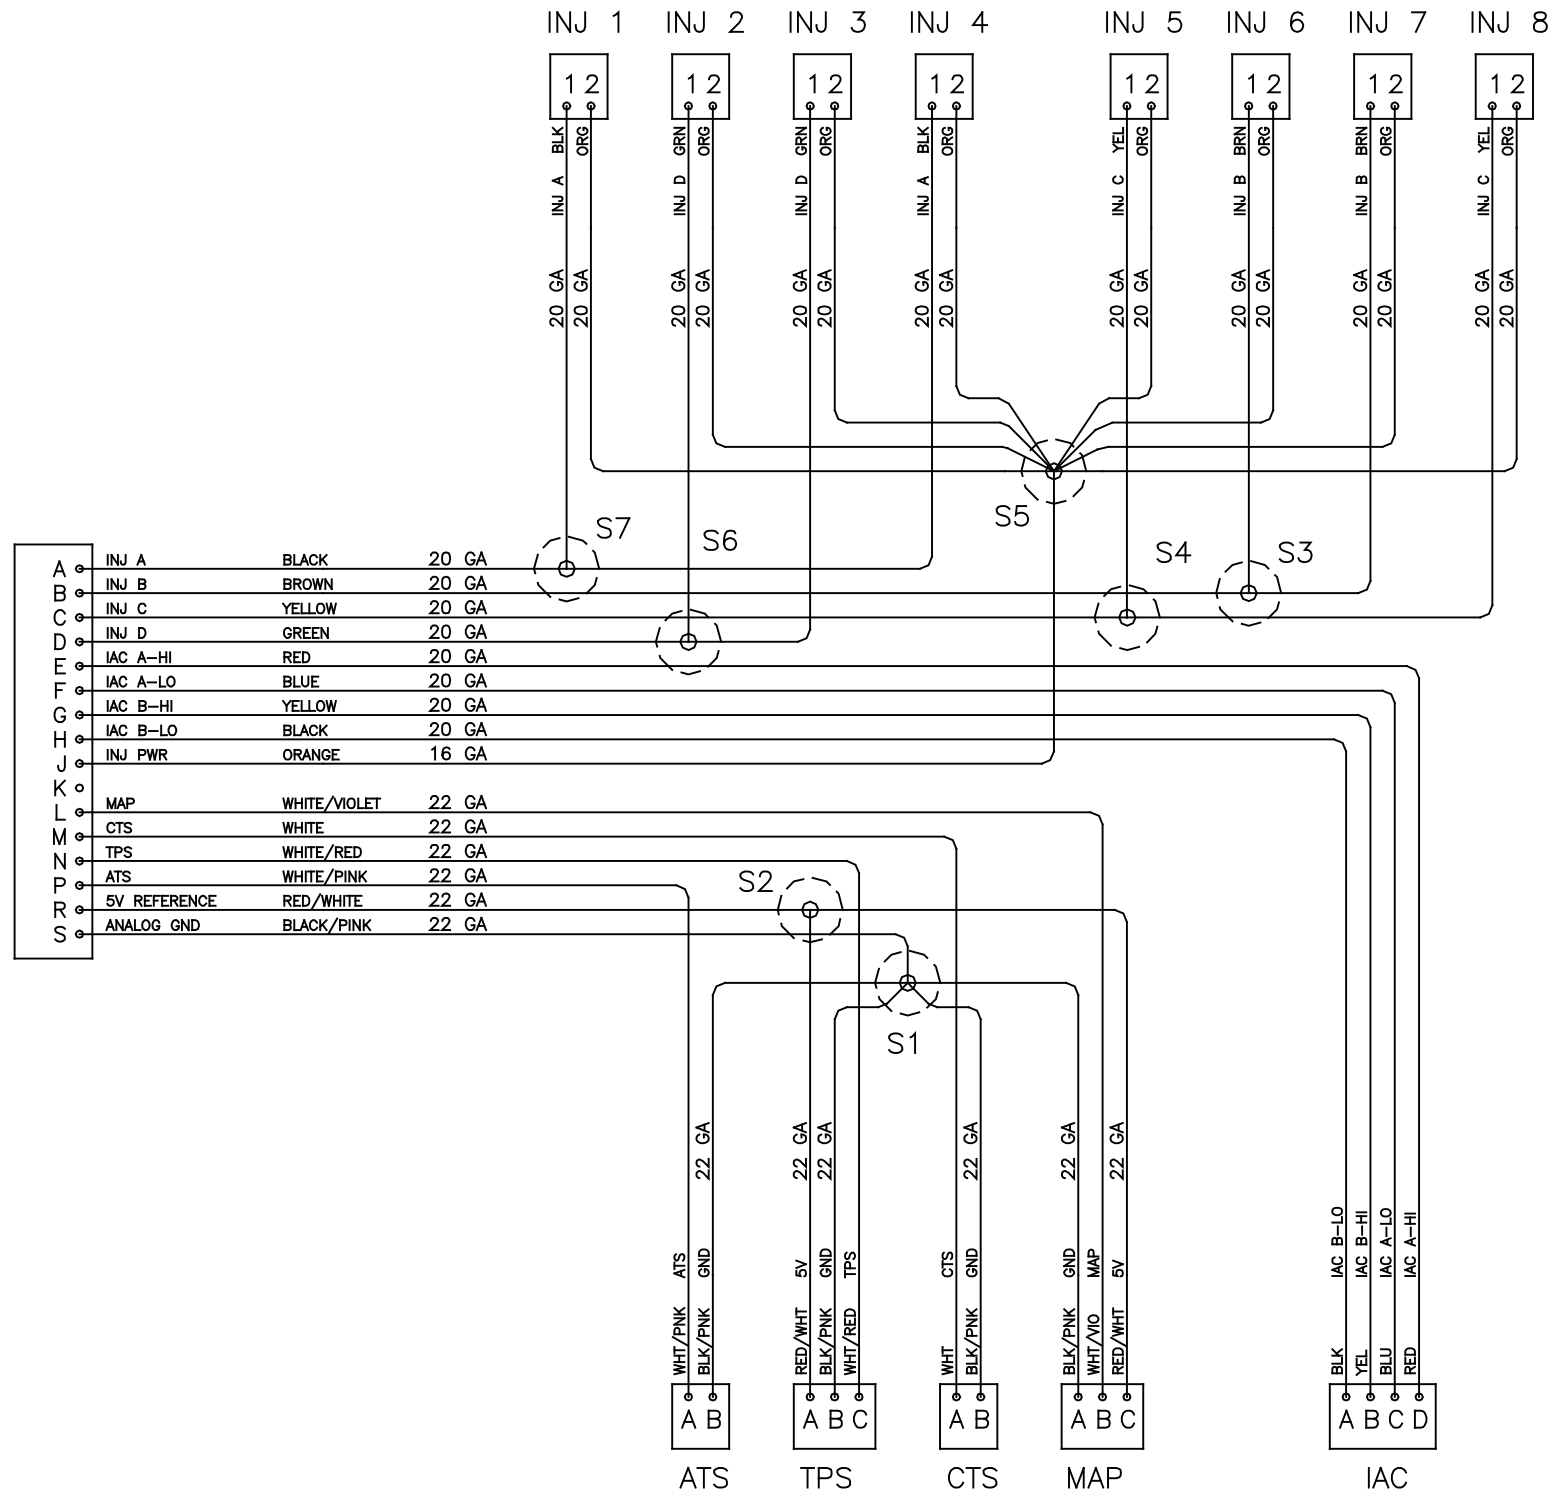 INJ 1 INJ 2 INJ 3 INJ 4 INJ 5 INJ 6 INJ 7 INJ 8
1 2 1 2 1 2 1 2 1 2 1 2 1 2 1 2
BLK ORG GRN ORG GRN ORG BLK ORG YEL ORG BRN ORG BRN ORG YEL ORG
INJ A INJ D INJ D INJ A INJ C INJ B INJ B INJ C
20 GA 20 GA 20 GA 20 GA 20 GA 20 GA 20 GA 20 GA 20 GA 20 GA 20 GA 20 GA 20 GA 20 GA 20 GA 20 GA
S5
S7 S6 S4 S3
A INJ A BLACK 20 GA
B INJ B BROWN 20 GA
C INJ C YELLOW 20 GA
D INJ D GREEN 20 GA
E IAC A-HI RED 20 GA
F IAC A-LO BLUE 20 GA
G IAC B-HI YELLOW 20 GA
H IAC B-LO BLACK 20 GA
J INJ PWR ORANGE 16 GA
K
L MAP WHITE/VIOLET 22 GA
M CTS WHITE 22 GA
N TPS WHITE/RED 22 GA
P ATS WHITE/PINK 22 GA
R 5V REFERENCE RED/WHITE 22 GA
S ANALOG GND BLACK/PINK 22 GA
S2
S1
22 GA 22 GA 22 GA 22 GA 22 GA 22 GA
ATS GND 5V GND TPS CTS GND GND MAP 5V IAC B-LO IAC B-HI IAC A-LO IAC A-HI
WHT/PNK BLK/PNK RED/WHT BLK/PNK WHT/RED WHT BLK/PNK BLK/PNK WHT/VIO RED/WHT BLK YEL BLU RED
A B A B C A B A B C A B C D
ATS TPS CTS MAP IAC